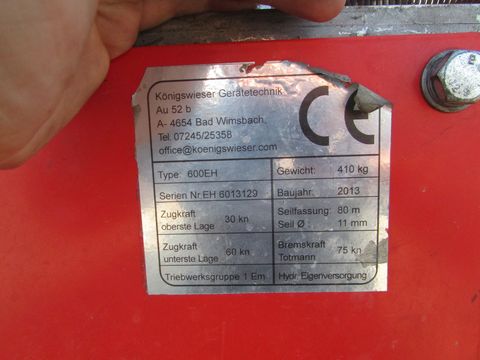 Königswieser Gerätetechnik
Au 52 b
A- 4654 Bad Wimsbach
Tel. 07245/25358
office@koenigswieser.com
CE
Type: 600EH
Gewicht: 410 kg
Serien Nr.EH 6013129
Baujahr: 2013
Zugkraft oberste Lage 30 kn
Seilfassung: 80 m
Seil Ø 11 mm
Zugkraft unterste Lage 60 kn
Bremskraft Totmann 75 kn
Triebwerksgruppe 1 Em
Hydr. Eigenversorgung